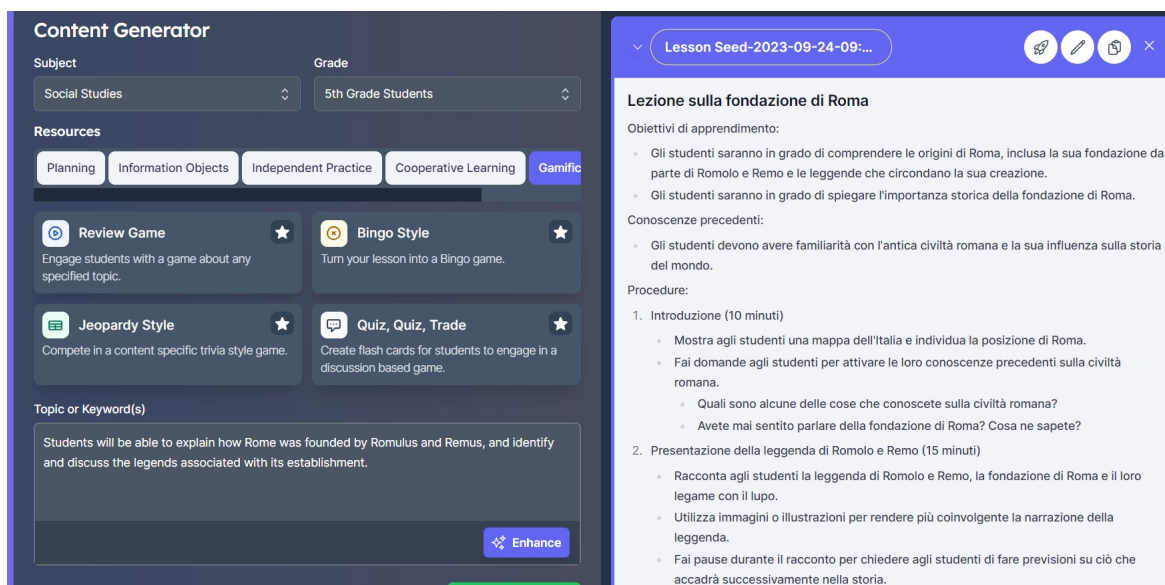 Content Generator
Subject
Grade
Social Studies
5th Grade Students
Resources
Planning
Information Objects
Independent Practice
Cooperative Learning
Gamific
Review Game
Engage students with a game about any
specified topic.
Bingo Style
Turn your lesson into a Bingo game.
Jeopardy Style
Compete in a content specific trivia style game.
Quiz, Quiz, Trade
Create flash cards for students to engage in a
discussion based game.
Topic or Keyword(s)
Students will be able to explain how Rome was founded by Romulus and Remus, and identify
and discuss the legends associated with its establishment.
Enhance
Lesson Seed-2023-09-24-09:...
Lezione sulla fondazione di Roma
Obiettivi di apprendimento:
Gli studenti saranno in grado di comprendere le origini di Roma, inclusa la sua fondazione da
parte di Romolo e Remo e le leggende che circondano la sua creazione.
Gli studenti saranno in grado di spiegare l'importanza storica della fondazione di Roma.
Conoscenze precedenti:
Gli studenti devono avere familiarità con l'antica civiltà romana e la sua influenza sulla storia
del mondo.
Procedure:
1. Introduzione (10 minuti)
Mostra agli studenti una mappa dell'Italia e individua la posizione di Roma.
Fai domande agli studenti per attivare le loro conoscenze precedenti sulla civiltà
romana.
Quali sono alcune delle cose che conoscete sulla civiltà romana?
Avete mai sentito parlare della fondazione di Roma? Cosa ne sapete?
2. Presentazione della leggenda di Romolo e Remo (15 minuti)
Racconta agli studenti la leggenda di Romolo e Remo, la fondazione di Roma e il loro
legame con il lupo.
Utilizza immagini o illustrazioni per rendere più coinvolgente la narrazione della
leggenda.
Fai pause durante il racconto per chiedere agli studenti di fare previsioni su ciò che
accadrà successivamente nella storia.